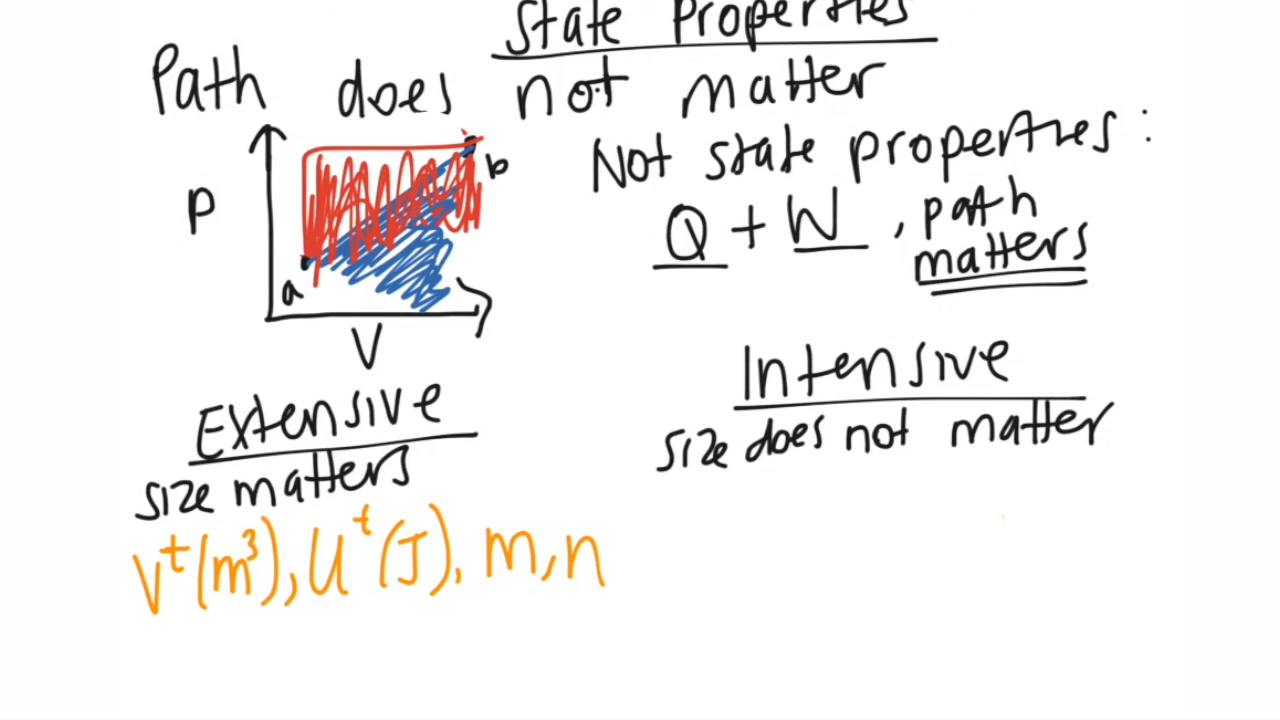 State Properties
Path does not matter
P
a
b
V
Not state properties:
Q + W, path
matters
Extensive
size matters
V^t(m³), U^t(J), m, n
Intensive
size does not matter